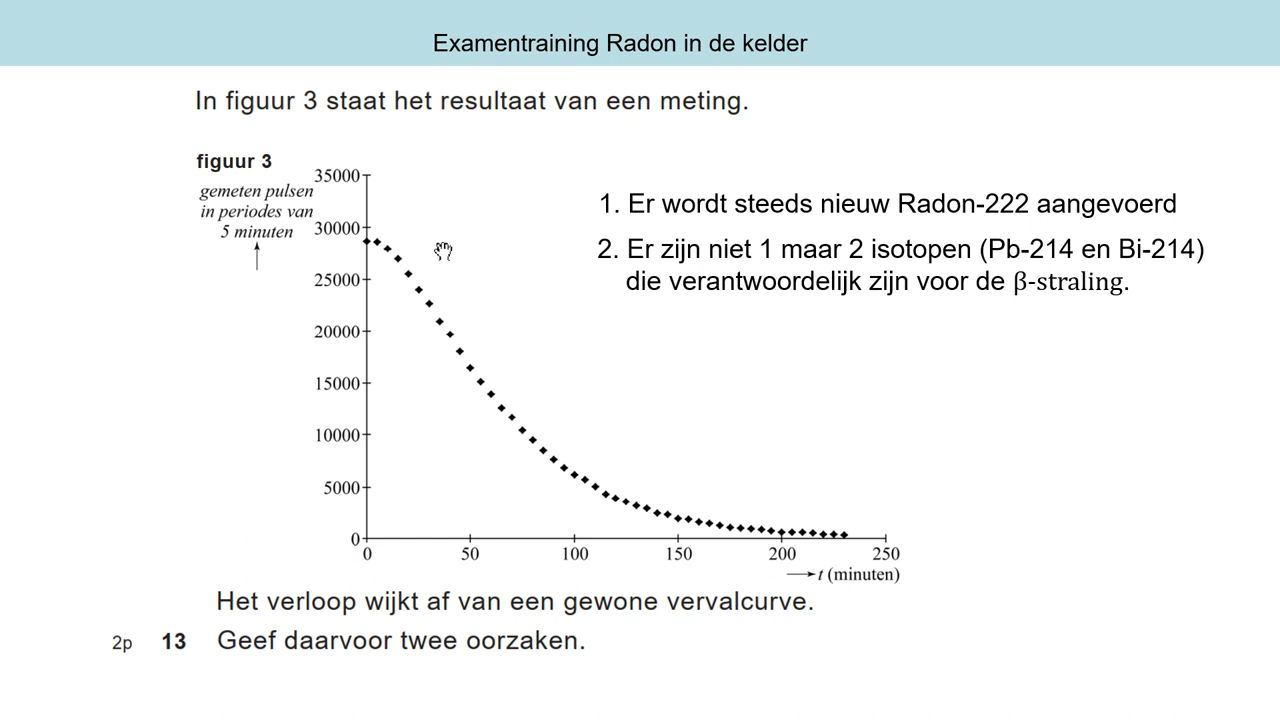 Examentraining Radon in de kelder
In figuur 3 staat het resultaat van een meting.
figuur 3
gemeten pulsen
in periodes van
5 minuten
35000
30000
25000
20000
15000
10000
5000
0
0 50 100 150 200 250
t (minuten)
1. Er wordt steeds nieuw Radon-222 aangevoerd
2. Er zijn niet 1 maar 2 isotopen (Pb-214 en Bi-214)
die verantwoordelijk zijn voor de β-straling.
Het verloop wijkt af van een gewone vervalcurve.
2p 13 Geef daarvoor twee oorzaken.